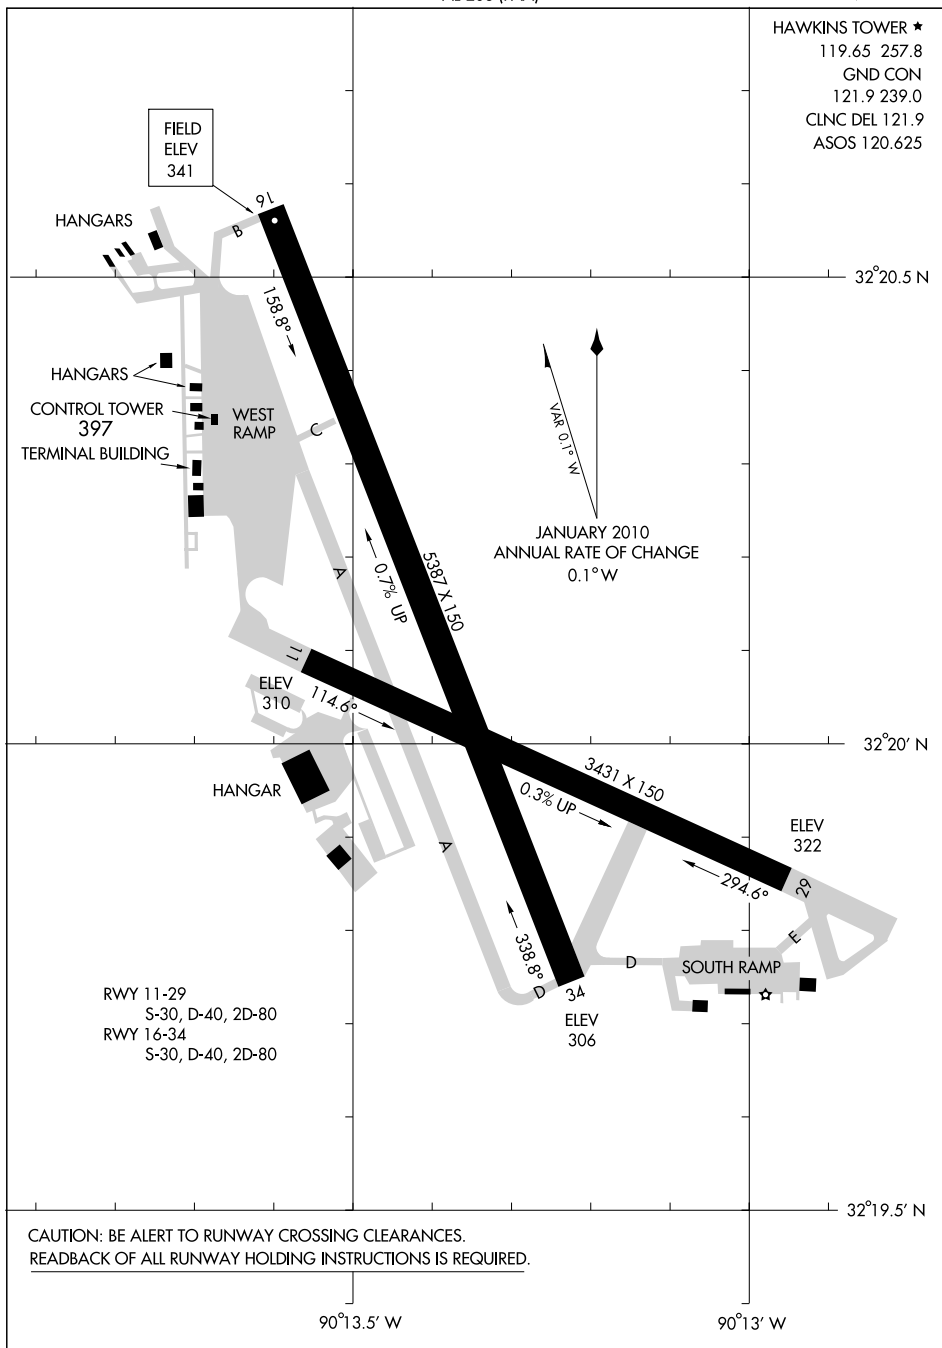 HAWKINS TOWER ★
119.65 257.8
GND CON
121.9 239.0
CLNC DEL 121.9
ASOS 120.625
FIELD
ELEV
341
16
HANGARS
B
32°20.5 N
158.8°
HANGARS
CONTROL TOWER
397
TERMINAL BUILDING
WEST
RAMP
C
VAR 0.1° W
JANUARY 2010
ANNUAL RATE OF CHANGE
0.1° W
A
0.7% UP
5387 X 150
11
ELEV
310
114.6°
32°20' N
HANGAR
3431 X 150
0.3% UP
A
ELEV
322
29
294.6°
338.8°
E
D
SOUTH RAMP
D
34
ELEV
306
RWY 11-29
S-30, D-40, 2D-80
RWY 16-34
S-30, D-40, 2D-80
32°19.5' N
CAUTION: BE ALERT TO RUNWAY CROSSING CLEARANCES.
READBACK OF ALL RUNWAY HOLDING INSTRUCTIONS IS REQUIRED.
90°13.5' W
90°13' W